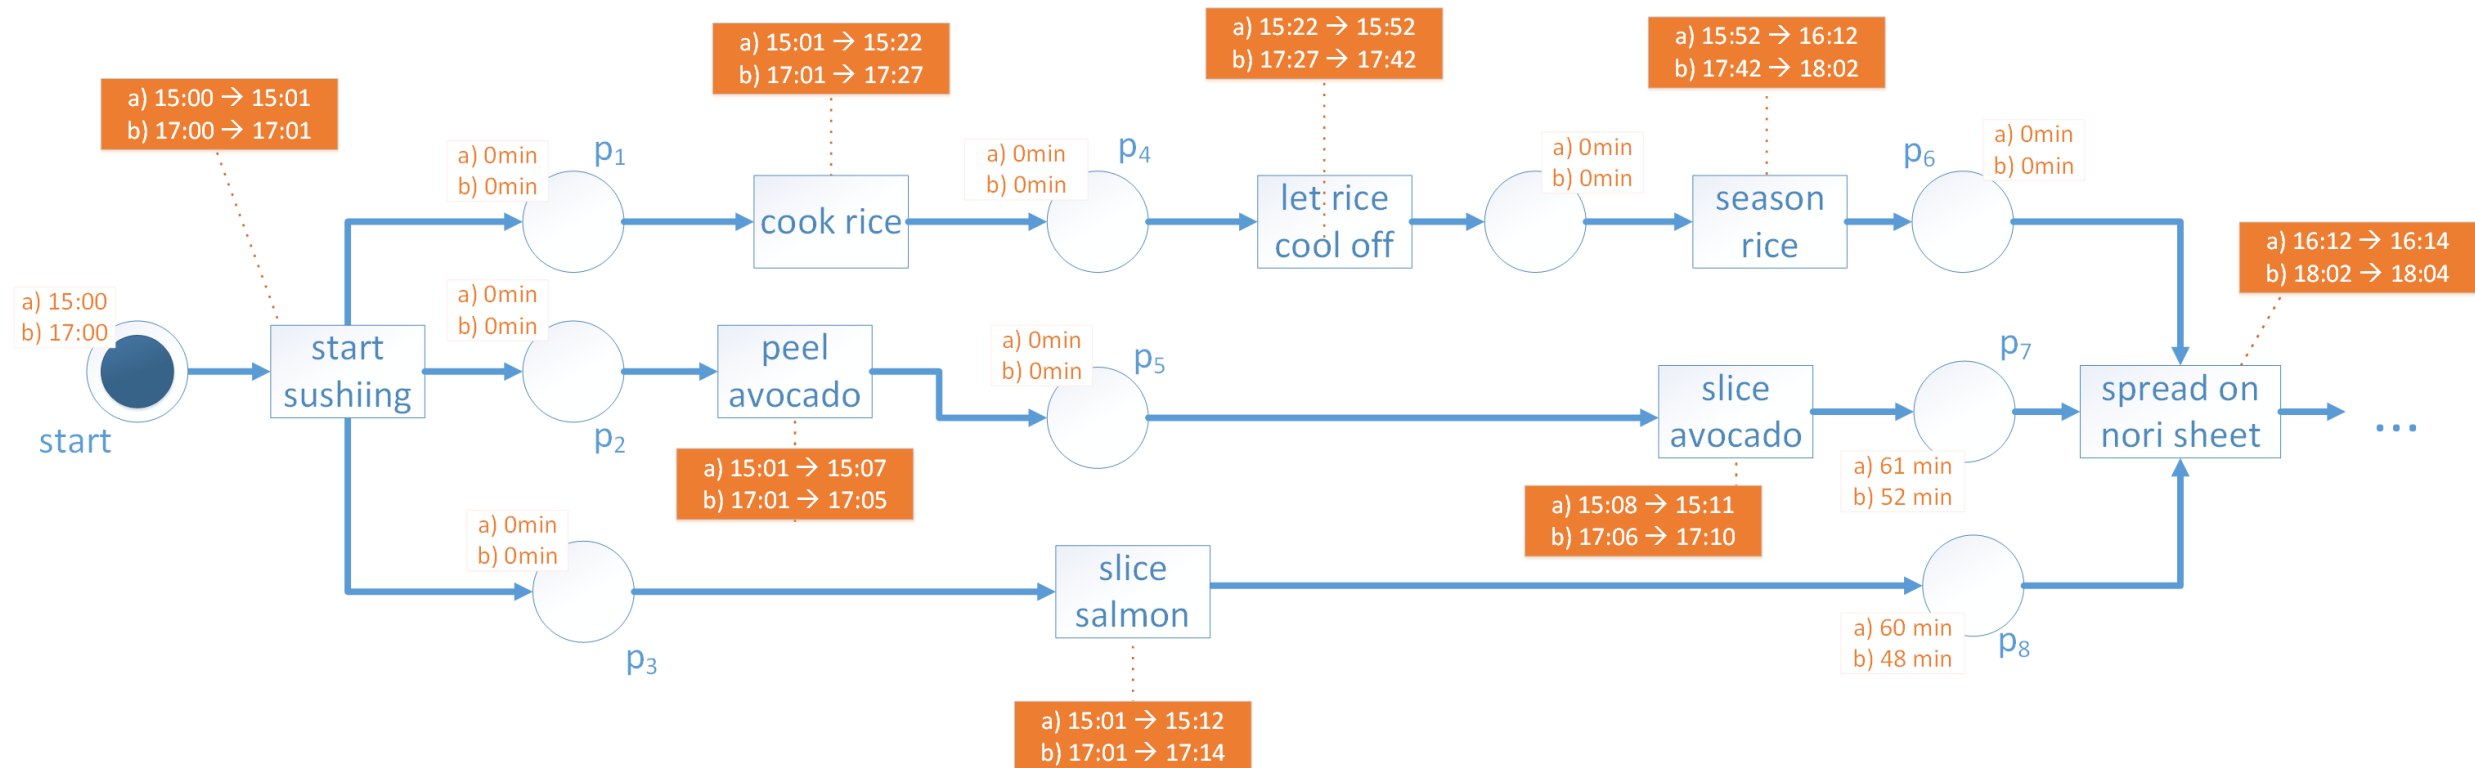 a) 15:22 → 15:52
b) 17:27 → 17:42
a) 15:52 → 16:12
b) 17:42 → 18:02
a) 15:01 → 15:22
b) 17:01 → 17:27
a) 15:00 → 15:01
b) 17:00 → 17:01
a) 0min
b) 0min
p1
a) 0min
b) 0min
p4
a) 0min
b) 0min
p6
a) 0min
b) 0min
cook rice
let rice
cool off
season
rice
a) 16:12 → 16:14
b) 18:02 → 18:04
a) 15:00
b) 17:00
start
start
sushiing
a) 0min
b) 0min
p2
peel
avocado
a) 0min
b) 0min
p5
slice
avocado
p7
a) 61 min
b) 52 min
spread on
nori sheet
...
a) 15:01 → 15:07
b) 17:01 → 17:05
a) 15:08 → 15:11
b) 17:06 → 17:10
a) 0min
b) 0min
p3
slice
salmon
a) 60 min
b) 48 min
p8
a) 15:01 → 15:12
b) 17:01 → 17:14